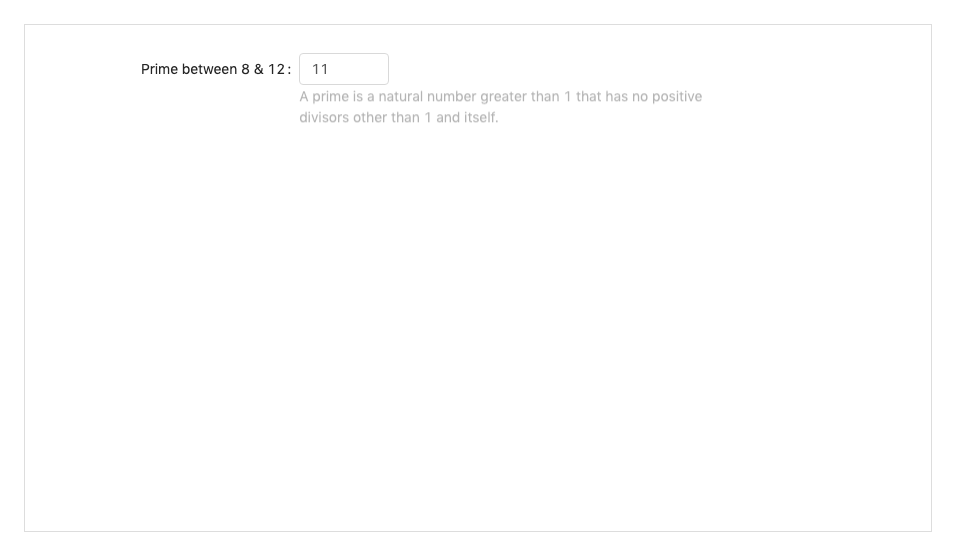 Prime between 8 & 12: 11
A prime is a natural number greater than 1 that has no positive
divisors other than 1 and itself.